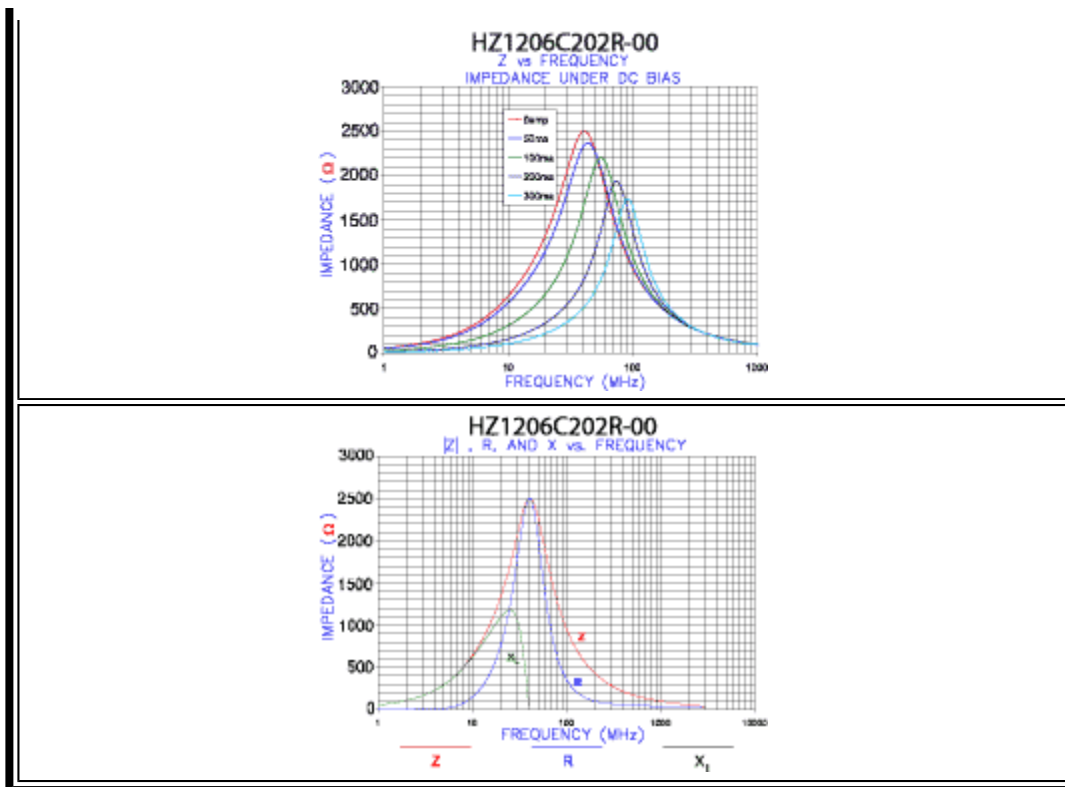 HZ1206C202R-00
Z vs FREQUENCY
IMPEDANCE UNDER DC BIAS
3000
2500
2000
1500
1000
500
0
IMPEDANCE (Ω)
0amp
50ma
100ma
200ma
300ma
1 10 100 1000
FREQUENCY (MHz)
HZ1206C202R-00
|Z| , R, AND X vs. FREQUENCY
3000
2500
2000
1500
1000
500
0
IMPEDANCE (Ω)
Z
X
R
1 10 100 1000 10000
FREQUENCY (MHz)
Z R X